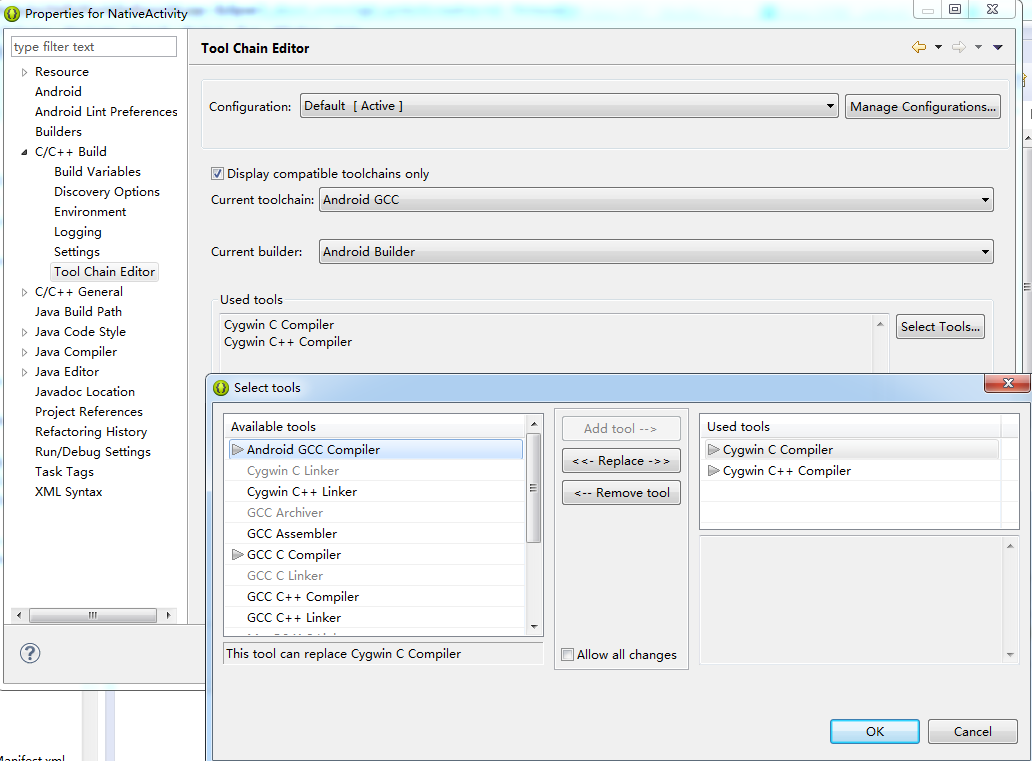 Properties for NativeActivity
type filter text
Resource
Android
Android Lint Preferences
Builders
C/C++ Build
Build Variables
Discovery Options
Environment
Logging
Settings
Tool Chain Editor
C/C++ General
Java Build Path
Java Code Style
Java Compiler
Java Editor
Javadoc Location
Project References
Refactoring History
Run/Debug Settings
Task Tags
XML Syntax
Tool Chain Editor
Configuration: Default [ Active ] Manage Configurations...
Display compatible toolchains only
Current toolchain: Android GCC
Current builder: Android Builder
Used tools
Cygwin C Compiler
Cygwin C++ Compiler
Select Tools...
Select tools
Available tools
Android GCC Compiler
Cygwin C Linker
Cygwin C++ Linker
GCC Archiver
GCC Assembler
GCC C Compiler
GCC C Linker
GCC C++ Compiler
GCC C++ Linker
This tool can replace Cygwin C Compiler
Add tool -->
<<- Replace ->>
<-- Remove tool
Allow all changes
Used tools
Cygwin C Compiler
Cygwin C++ Compiler
OK Cancel